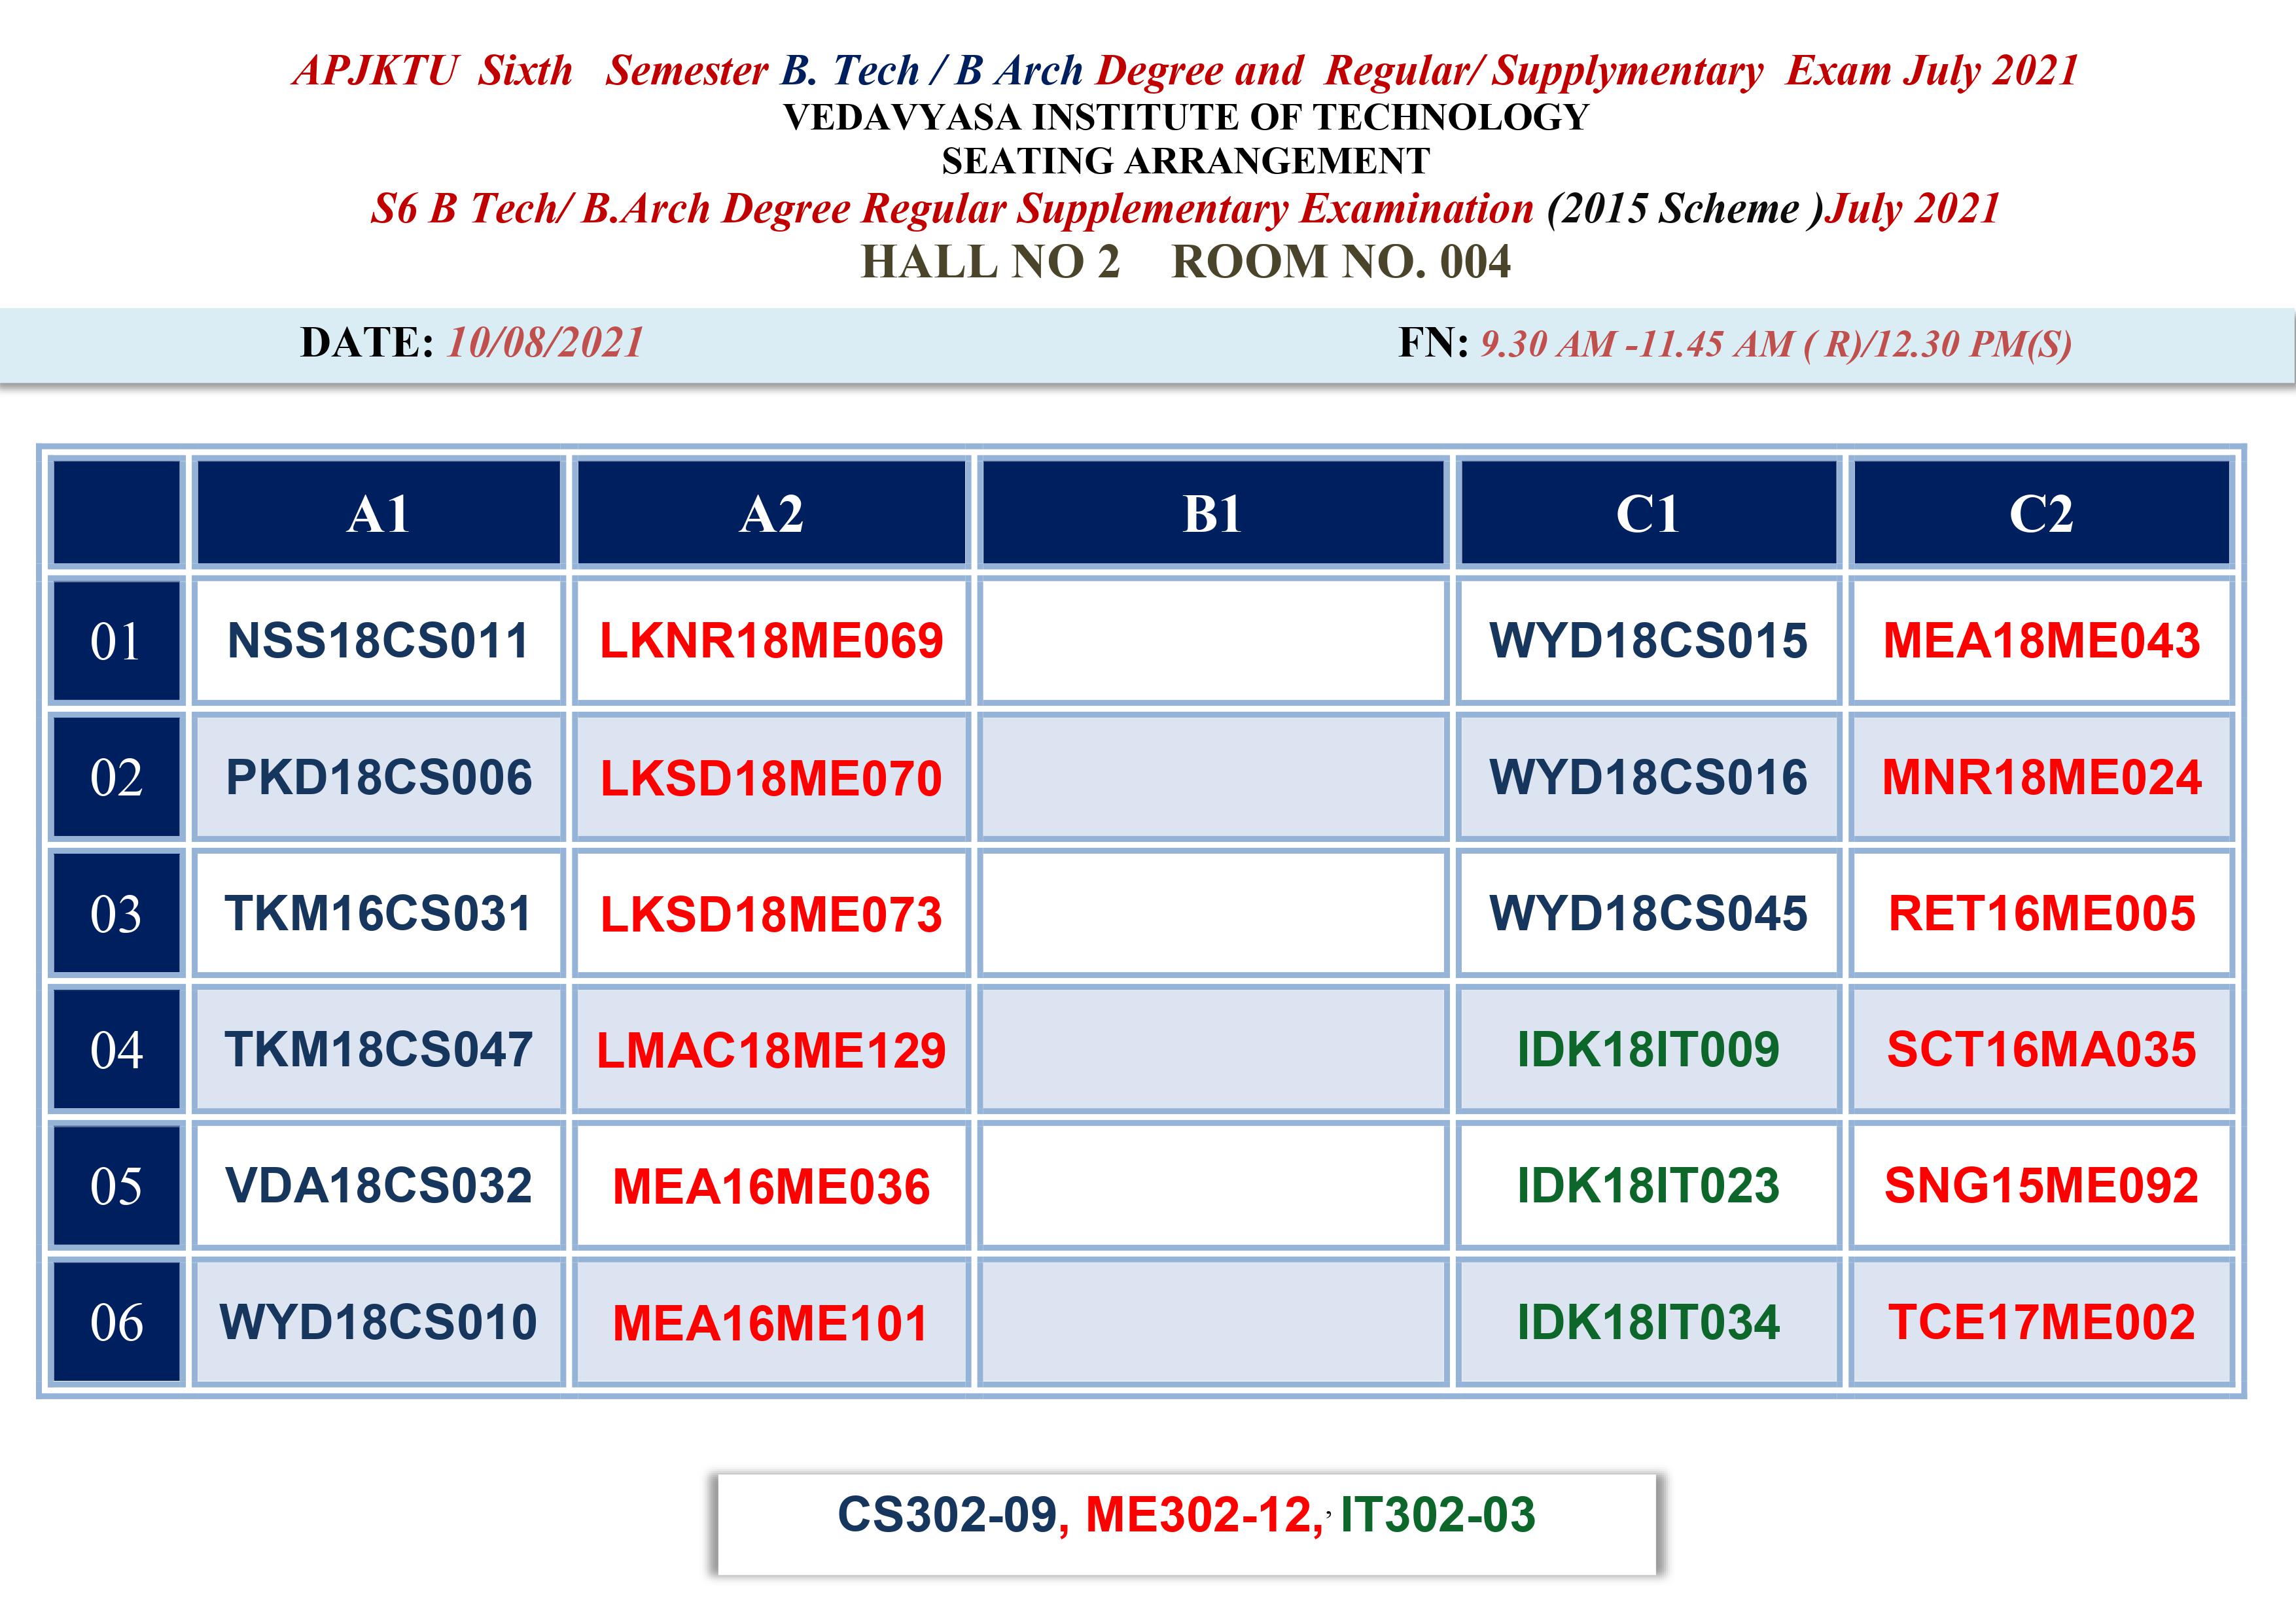 APJKTU Sixth Semester B. Tech / B Arch Degree and Regular/ Supplymentary Exam July 2021
VEDAVYASA INSTITUTE OF TECHNOLOGY
SEATING ARRANGEMENT
S6 B Tech/ B.Arch Degree Regular Supplementary Examination (2015 Scheme )July 2021
HALL NO 2 ROOM NO. 004
DATE: 10/08/2021 FN: 9.30 AM -11.45 AM ( R)/12.30 PM(S)
A1 A2 B1 C1 C2
01 NSS18CS011 LKNR18ME069 WYD18CS015 MEA18ME043
02 PKD18CS006 LKSD18ME070 WYD18CS016 MNR18ME024
03 TKM16CS031 LKSD18ME073 WYD18CS045 RET16ME005
04 TKM18CS047 LMAC18ME129 IDK18IT009 SCT16MA035
05 VDA18CS032 MEA16ME036 IDK18IT023 SNG15ME092
06 WYD18CS010 MEA16ME101 IDK18IT034 TCE17ME002
CS302-09, ME302-12,, IT302-03